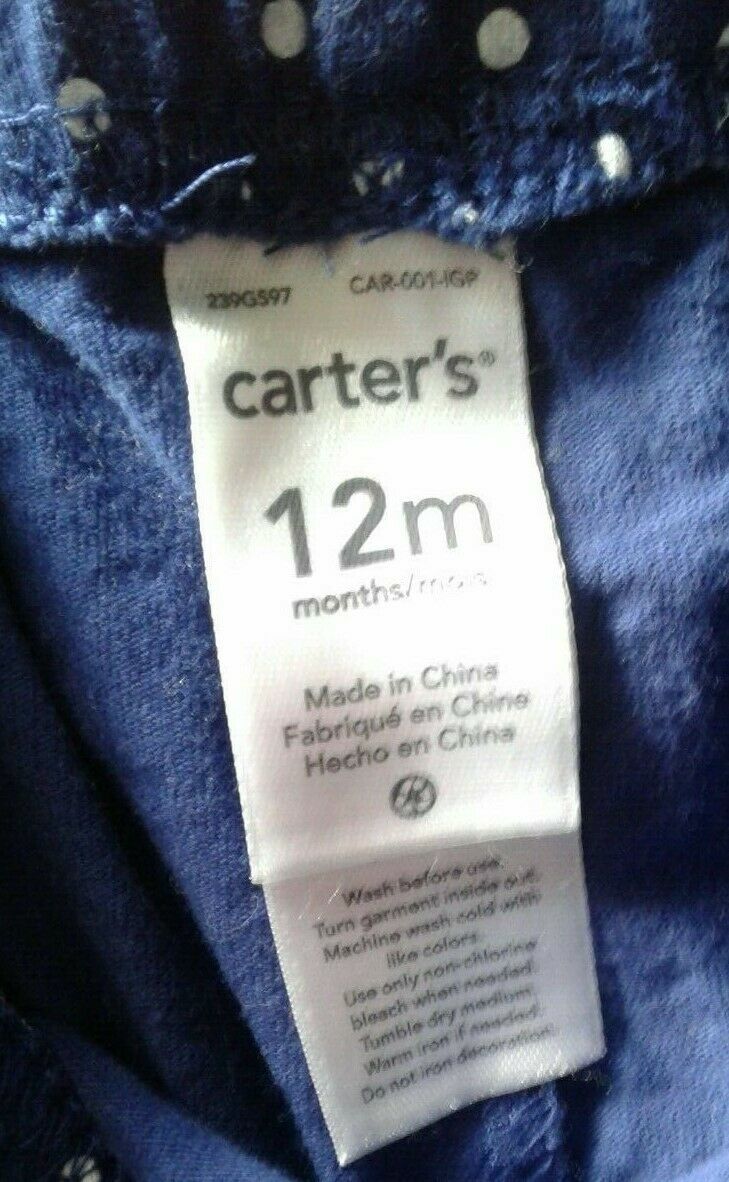 239G597 CAR-001-IGP
carter's®
12m
months/mois
Made in China
Fabriqué en Chine
Hecho en China
Wash before use.
Turn garment inside out.
Machine wash cold with
like colors.
Use only non-chlorine
bleach when needed.
Tumble dry medium.
Warm iron if needed.
Do not iron decoration.